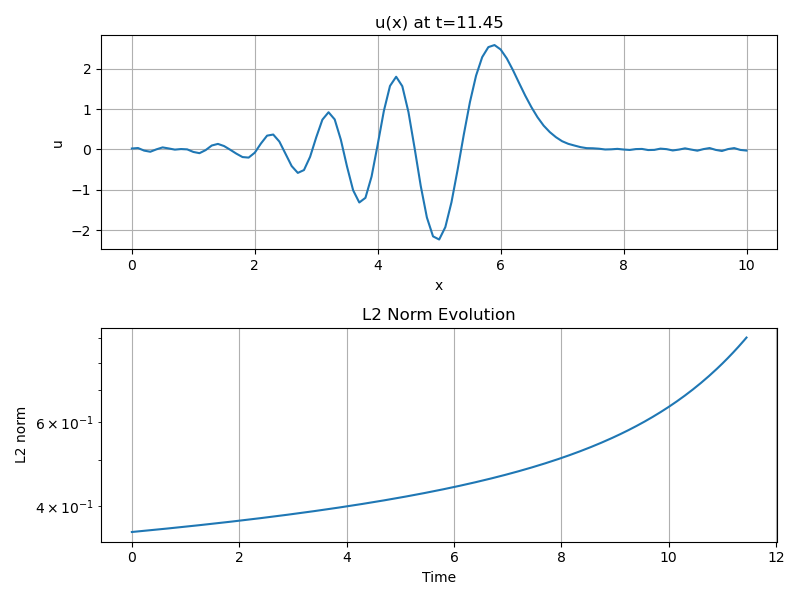 u(x) at t=11.45
u
2
1
0
−1
−2
0 2 4 6 8 10
x
L2 Norm Evolution
L2 norm
6 × 10⁻¹
4 × 10⁻¹
0 2 4 6 8 10 12
Time